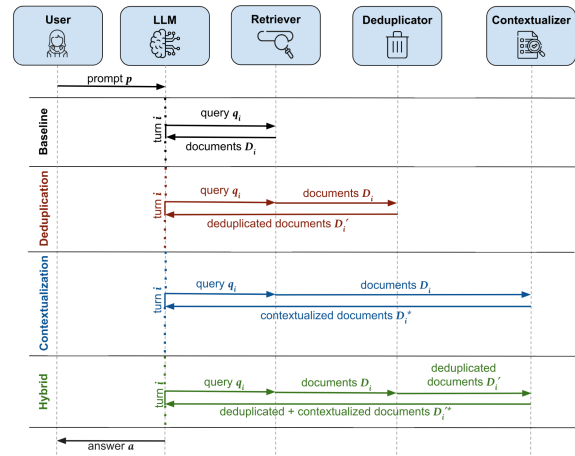 User LLM Retriever Deduplicator Contextualizer
prompt p
Baseline
turn i
query q_i
documents D_i
Deduplication
turn i
query q_i documents D_i
deduplicated documents D_i′
Contextualization
turn i
query q_i documents D_i
contextualized documents D_i*
Hybrid
turn i
query q_i documents D_i deduplicated
documents D_i′
deduplicated + contextualized documents D_i′*
answer a